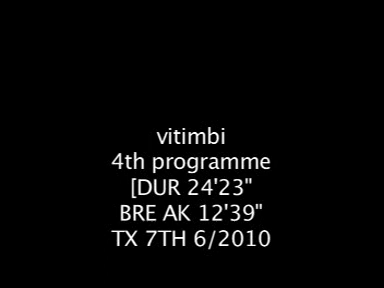 vitimbi
4th programme
[DUR 24'23"
BRE AK 12'39"
TX 7TH 6/2010